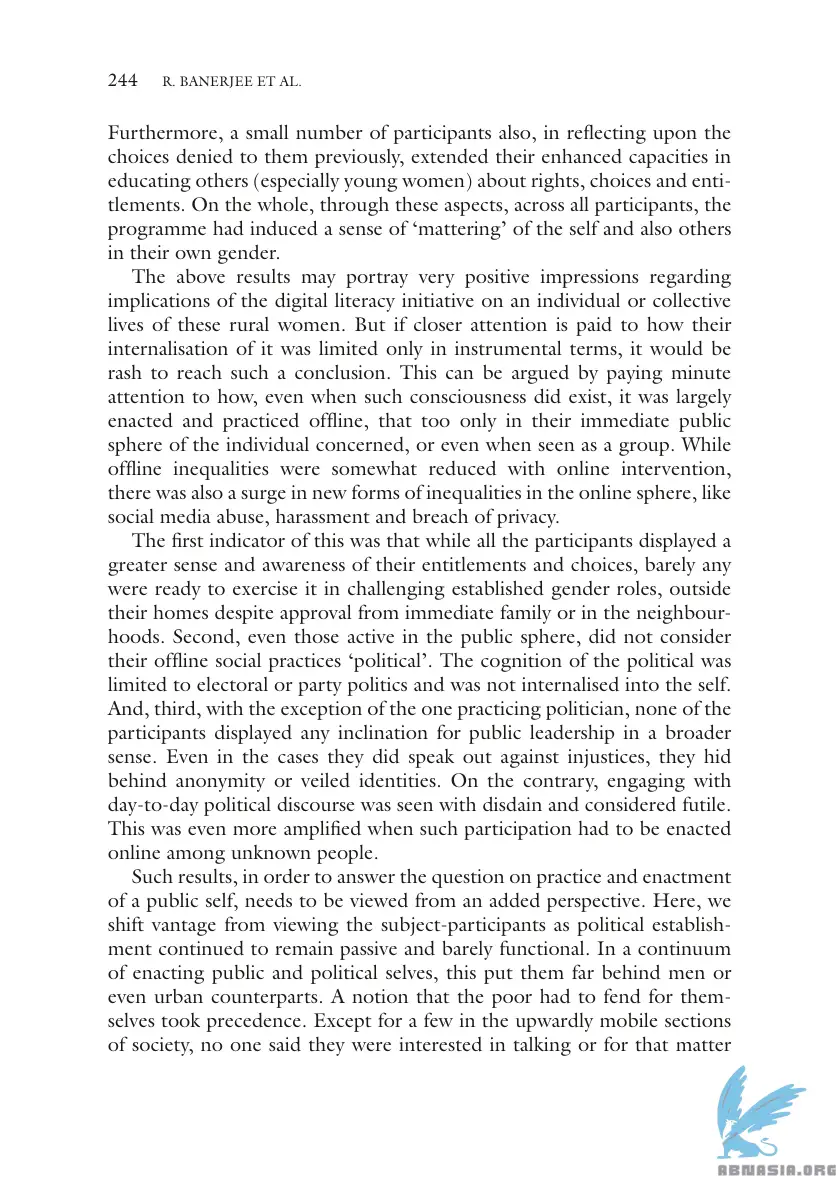 244 R. BANERJEE ET AL.
Furthermore, a small number of participants also, in reflecting upon the
choices denied to them previously, extended their enhanced capacities in
educating others (especially young women) about rights, choices and enti-
tlements. On the whole, through these aspects, across all participants, the
programme had induced a sense of ‘mattering’ of the self and also others
in their own gender.
The above results may portray very positive impressions regarding
implications of the digital literacy initiative on an individual or collective
lives of these rural women. But if closer attention is paid to how their
internalisation of it was limited only in instrumental terms, it would be
rash to reach such a conclusion. This can be argued by paying minute
attention to how, even when such consciousness did exist, it was largely
enacted and practiced offline, that too only in their immediate public
sphere of the individual concerned, or even when seen as a group. While
offline inequalities were somewhat reduced with online intervention,
there was also a surge in new forms of inequalities in the online sphere, like
social media abuse, harassment and breach of privacy.
The first indicator of this was that while all the participants displayed a
greater sense and awareness of their entitlements and choices, barely any
were ready to exercise it in challenging established gender roles, outside
their homes despite approval from immediate family or in the neighbour-
hoods. Second, even those active in the public sphere, did not consider
their offline social practices ‘political’. The cognition of the political was
limited to electoral or party politics and was not internalised into the self.
And, third, with the exception of the one practicing politician, none of the
participants displayed any inclination for public leadership in a broader
sense. Even in the cases they did speak out against injustices, they hid
behind anonymity or veiled identities. On the contrary, engaging with
day-to-day political discourse was seen with disdain and considered futile.
This was even more amplified when such participation had to be enacted
online among unknown people.
Such results, in order to answer the question on practice and enactment
of a public self, needs to be viewed from an added perspective. Here, we
shift vantage from viewing the subject-participants as political establish-
ment continued to remain passive and barely functional. In a continuum
of enacting public and political selves, this put them far behind men or
even urban counterparts. A notion that the poor had to fend for them-
selves took precedence. Except for a few in the upwardly mobile sections
of society, no one said they were interested in talking or for that matter
ABNASIA.ORG